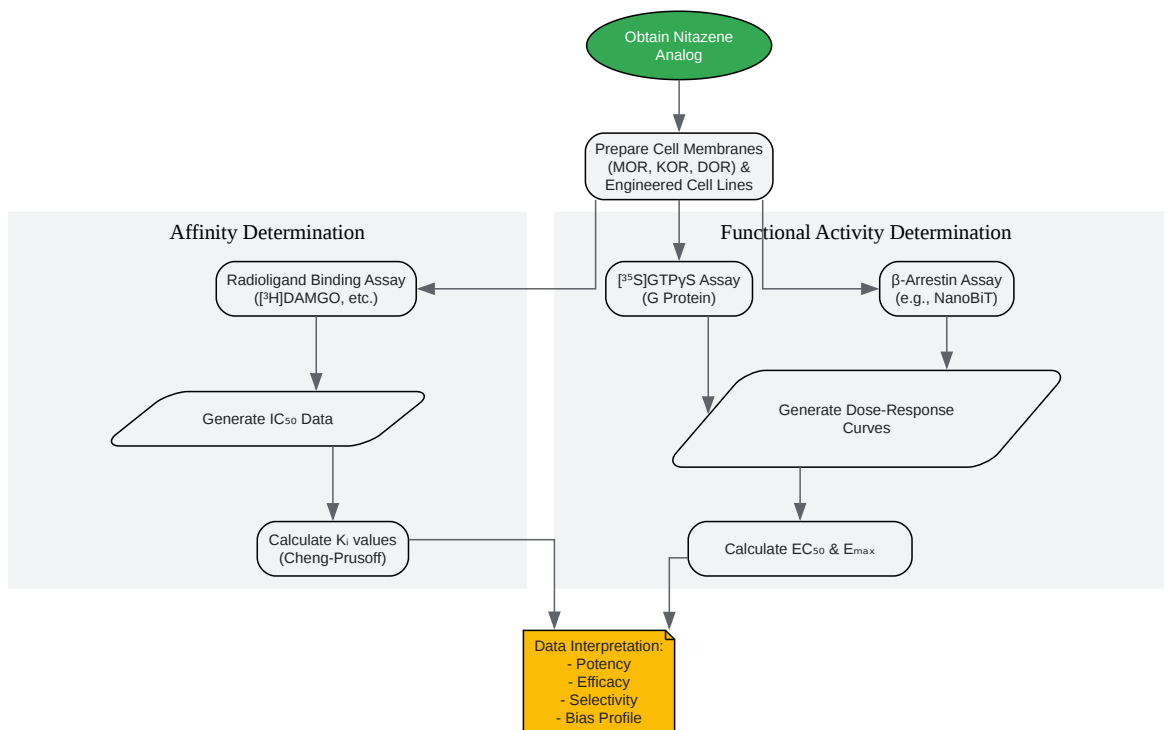 Obtain Nitazene
Analog
Prepare Cell Membranes
(MOR, KOR, DOR) &
Engineered Cell Lines
Affinity Determination
Functional Activity Determination
Radioligand Binding Assay
([³H]DAMGO, etc.)
[³⁵S]GTPγS Assay
(G Protein)
β-Arrestin Assay
(e.g., NanoBiT)
Generate IC₅₀ Data
Generate Dose-Response
Curves
Calculate Kᵢ values
(Cheng-Prusoff)
Calculate EC₅₀ & Eₘₐₓ
Data Interpretation:
- Potency
- Efficacy
- Selectivity
- Bias Profile